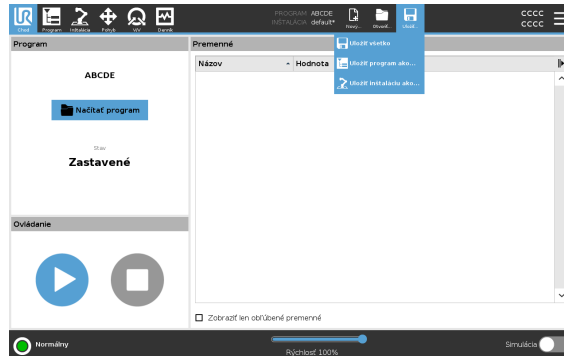 PROGRAM ABCDE
INŠTALÁCIA default*
CCCC
CCCC
Chod Program Inštalácia Pohyb V/V Denník Nový... Otvoriť... Uložiť...
Program
Premenné
Uložiť všetko
Uložiť program ako...
Uložiť inštaláciu ako...
Názov
Hodnota
ABCDE
Načítať program
Stav
Zastavené
Ovládanie
Zobraziť len obľúbené premenné
Normálny
Rýchlosť 100%
Simulácia